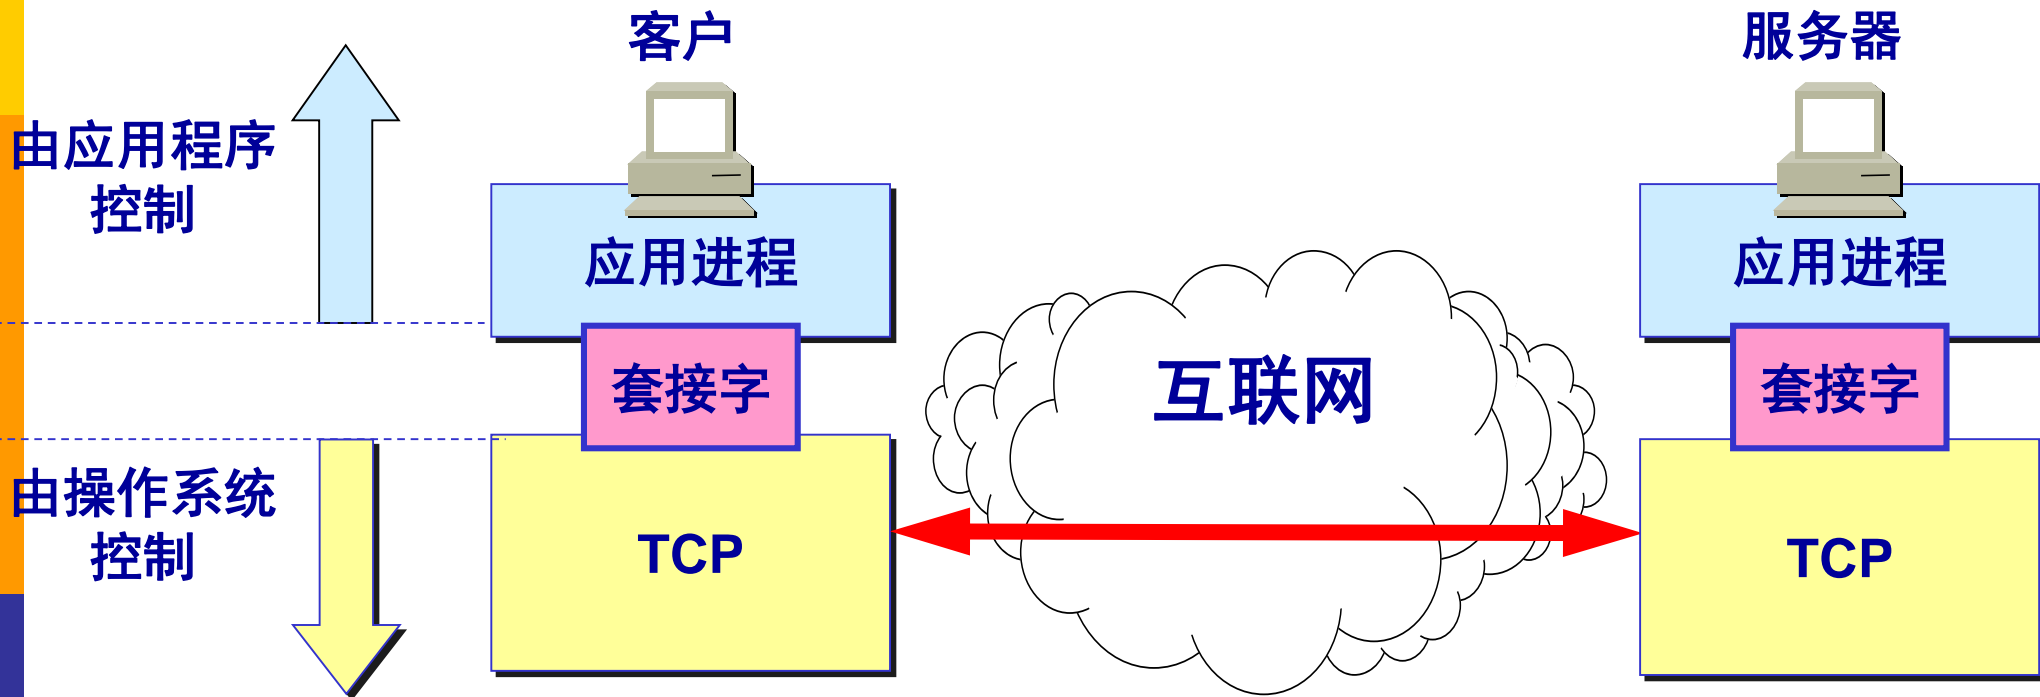 客户
服务器
由应用程序
控制
应用进程
应用进程
套接字
互联网
套接字
由操作系统
控制
TCP
TCP